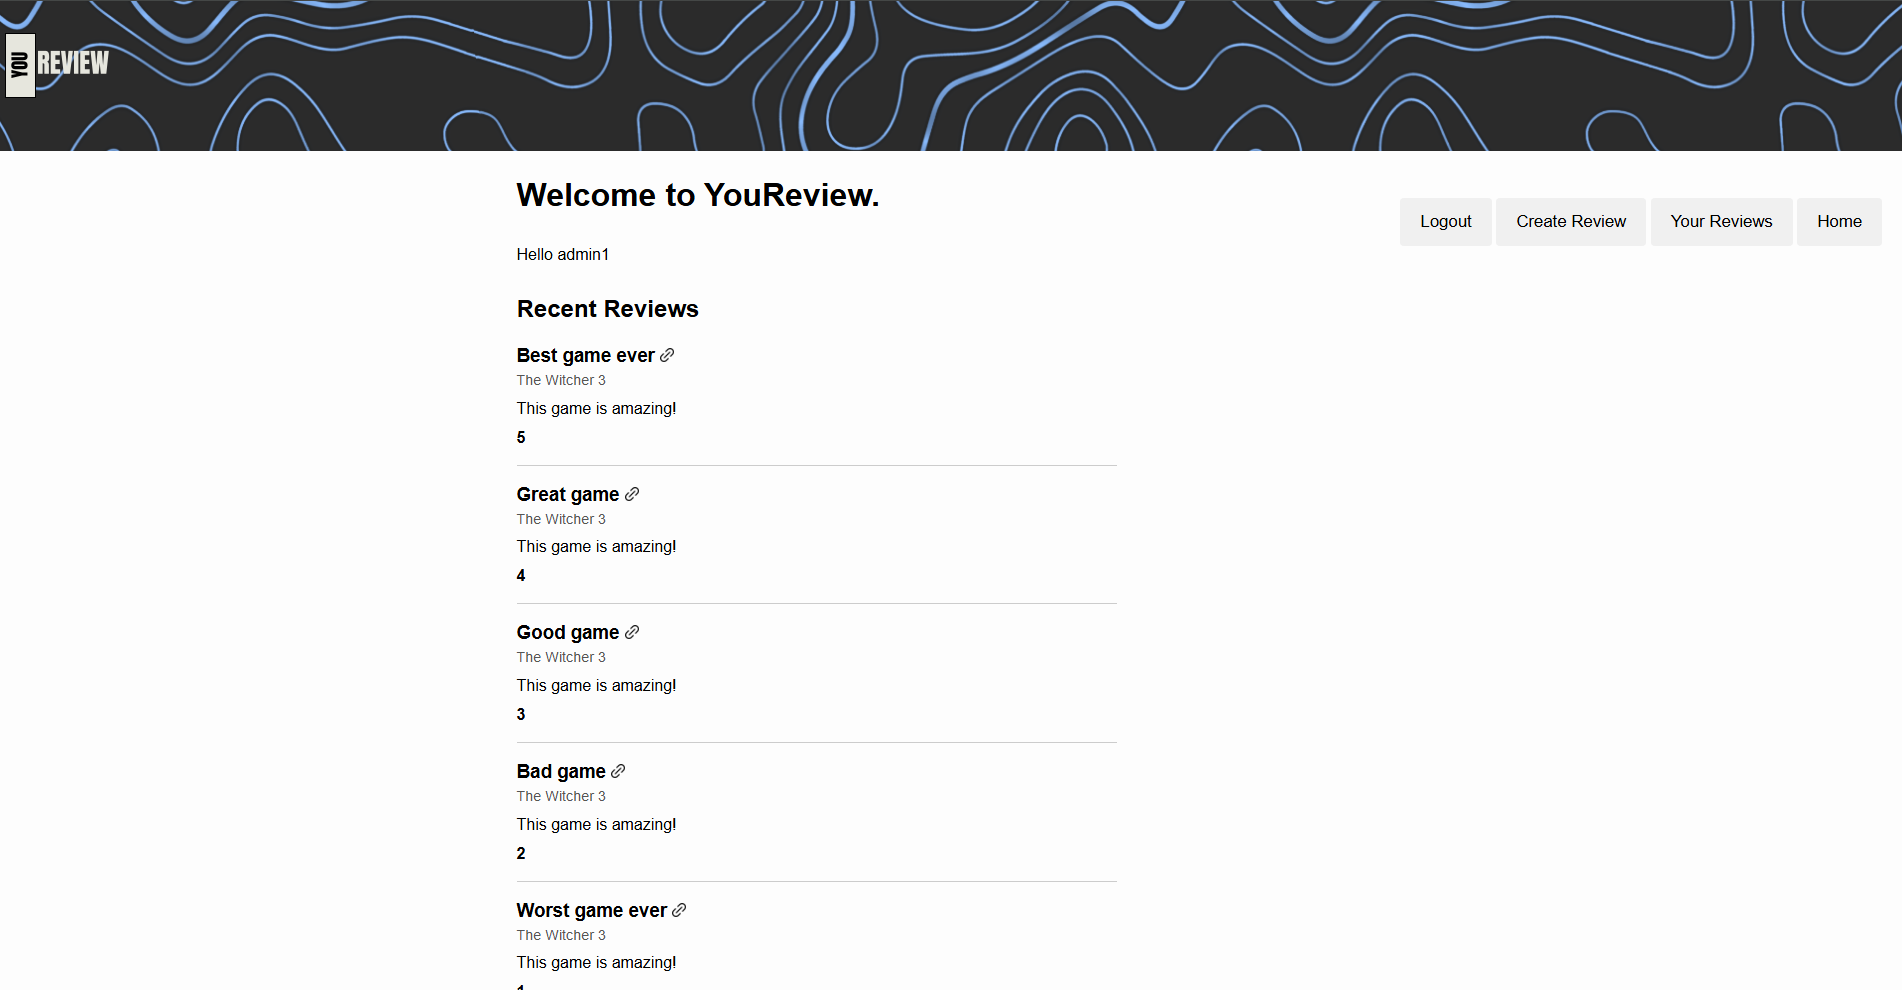 YOU REVIEW
Welcome to YouReview.
Logout Create Review Your Reviews Home
Hello admin1
Recent Reviews
Best game ever
The Witcher 3
This game is amazing!
5
Great game
The Witcher 3
This game is amazing!
4
Good game
The Witcher 3
This game is amazing!
3
Bad game
The Witcher 3
This game is amazing!
2
Worst game ever
The Witcher 3
This game is amazing!